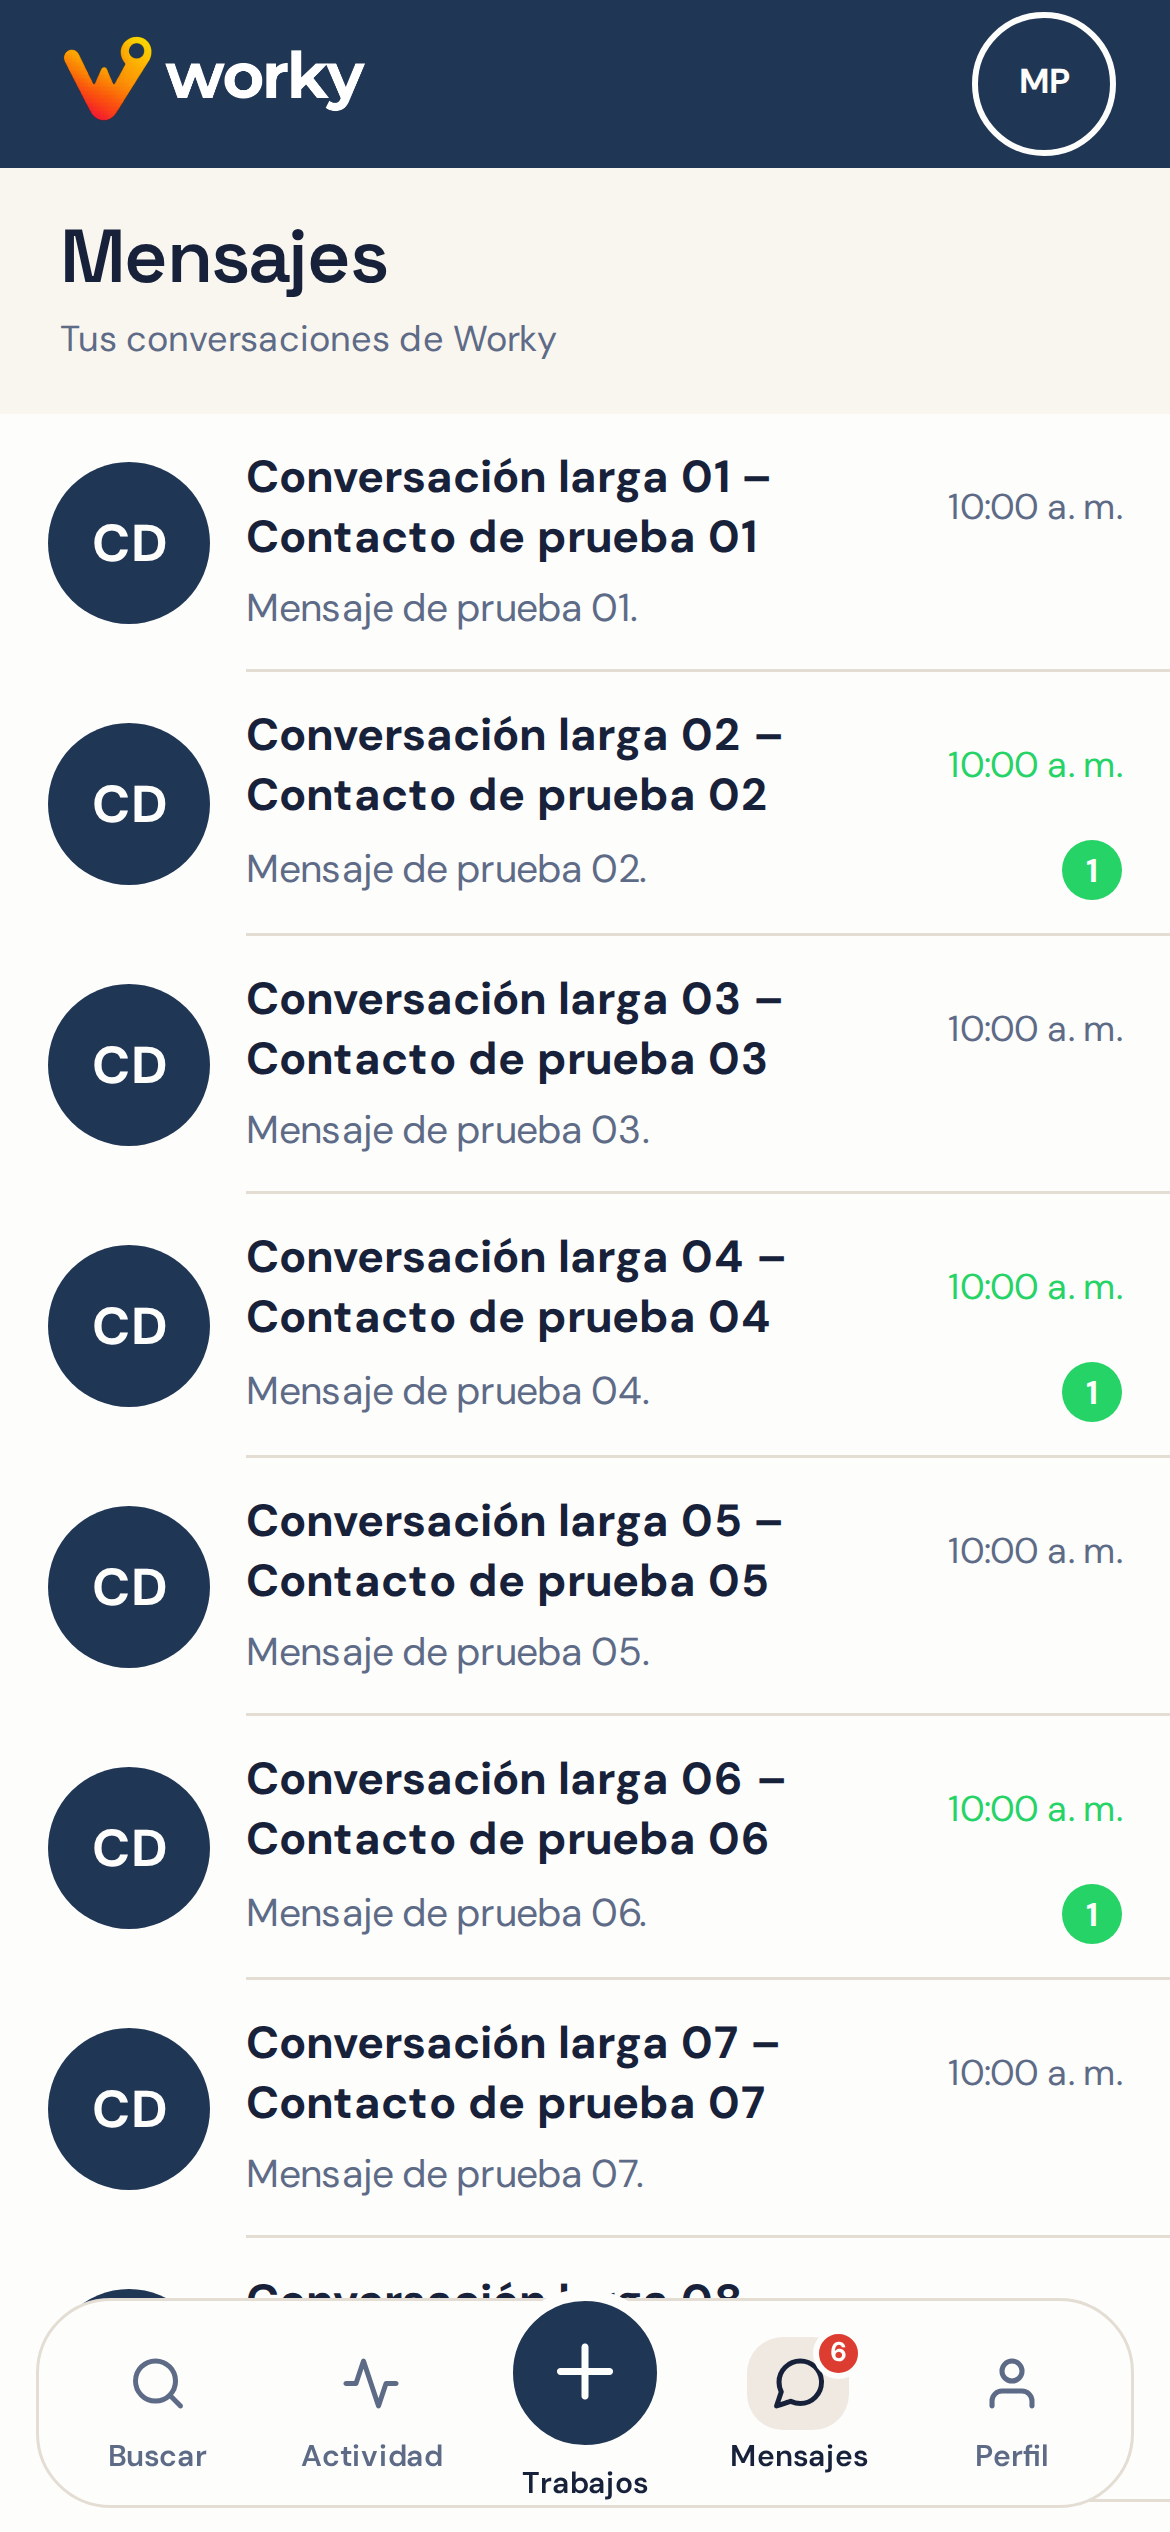 worky
MP
Mensajes
Tus conversaciones de Worky
CD
Conversación larga 01 –
Contacto de prueba 01
10:00 a. m.
Mensaje de prueba 01.
CD
Conversación larga 02 –
Contacto de prueba 02
10:00 a. m.
Mensaje de prueba 02.
1
CD
Conversación larga 03 –
Contacto de prueba 03
10:00 a. m.
Mensaje de prueba 03.
CD
Conversación larga 04 –
Contacto de prueba 04
10:00 a. m.
Mensaje de prueba 04.
1
CD
Conversación larga 05 –
Contacto de prueba 05
10:00 a. m.
Mensaje de prueba 05.
CD
Conversación larga 06 –
Contacto de prueba 06
10:00 a. m.
Mensaje de prueba 06.
1
CD
Conversación larga 07 –
Contacto de prueba 07
10:00 a. m.
Mensaje de prueba 07.
Conversación larga 08
Buscar
Actividad
Trabajos
6
Mensajes
Perfil